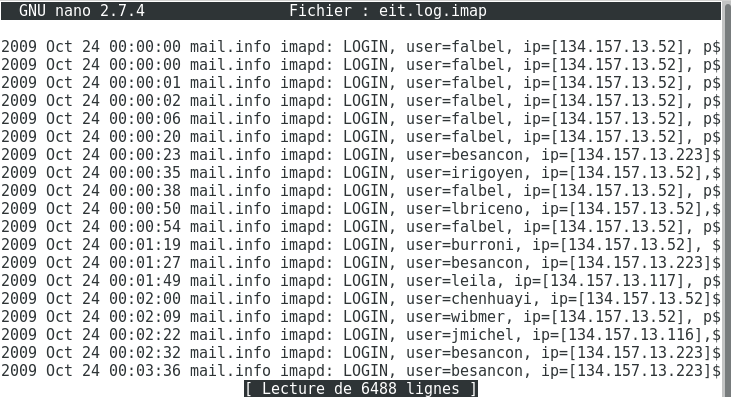 GNU nano 2.7.4 Fichier : eit.log.imap
2009 Oct 24 00:00:00 mail.info imapd: LOGIN, user=falbel, ip=[134.157.13.52], p$
2009 Oct 24 00:00:00 mail.info imapd: LOGIN, user=falbel, ip=[134.157.13.52], p$
2009 Oct 24 00:00:01 mail.info imapd: LOGIN, user=falbel, ip=[134.157.13.52], p$
2009 Oct 24 00:00:02 mail.info imapd: LOGIN, user=falbel, ip=[134.157.13.52], p$
2009 Oct 24 00:00:06 mail.info imapd: LOGIN, user=falbel, ip=[134.157.13.52], p$
2009 Oct 24 00:00:20 mail.info imapd: LOGIN, user=falbel, ip=[134.157.13.52], p$
2009 Oct 24 00:00:23 mail.info imapd: LOGIN, user=besancon, ip=[134.157.13.223]$
2009 Oct 24 00:00:35 mail.info imapd: LOGIN, user=irigoyen, ip=[134.157.13.52],$
2009 Oct 24 00:00:38 mail.info imapd: LOGIN, user=falbel, ip=[134.157.13.52], p$
2009 Oct 24 00:00:50 mail.info imapd: LOGIN, user=lbriceno, ip=[134.157.13.52],$
2009 Oct 24 00:00:54 mail.info imapd: LOGIN, user=falbel, ip=[134.157.13.52], p$
2009 Oct 24 00:01:19 mail.info imapd: LOGIN, user=burroni, ip=[134.157.13.52], $
2009 Oct 24 00:01:27 mail.info imapd: LOGIN, user=besancon, ip=[134.157.13.223]$
2009 Oct 24 00:01:49 mail.info imapd: LOGIN, user=leila, ip=[134.157.13.117], p$
2009 Oct 24 00:02:00 mail.info imapd: LOGIN, user=chenhuayi, ip=[134.157.13.52]$
2009 Oct 24 00:02:09 mail.info imapd: LOGIN, user=wibmer, ip=[134.157.13.52], p$
2009 Oct 24 00:02:22 mail.info imapd: LOGIN, user=jmichel, ip=[134.157.13.116],$
2009 Oct 24 00:02:32 mail.info imapd: LOGIN, user=besancon, ip=[134.157.13.223]$
2009 Oct 24 00:03:36 mail.info imapd: LOGIN, user=besancon, ip=[134.157.13.223]$
[ Lecture de 6488 lignes ]